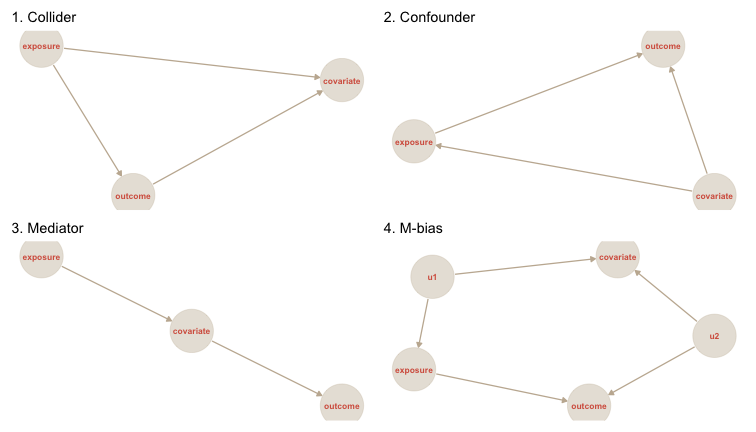 1. Collider
exposure
covariate
outcome
2. Confounder
outcome
exposure
covariate
3. Mediator
exposure
covariate
outcome
4. M-bias
covariate
u1
u2
exposure
outcome